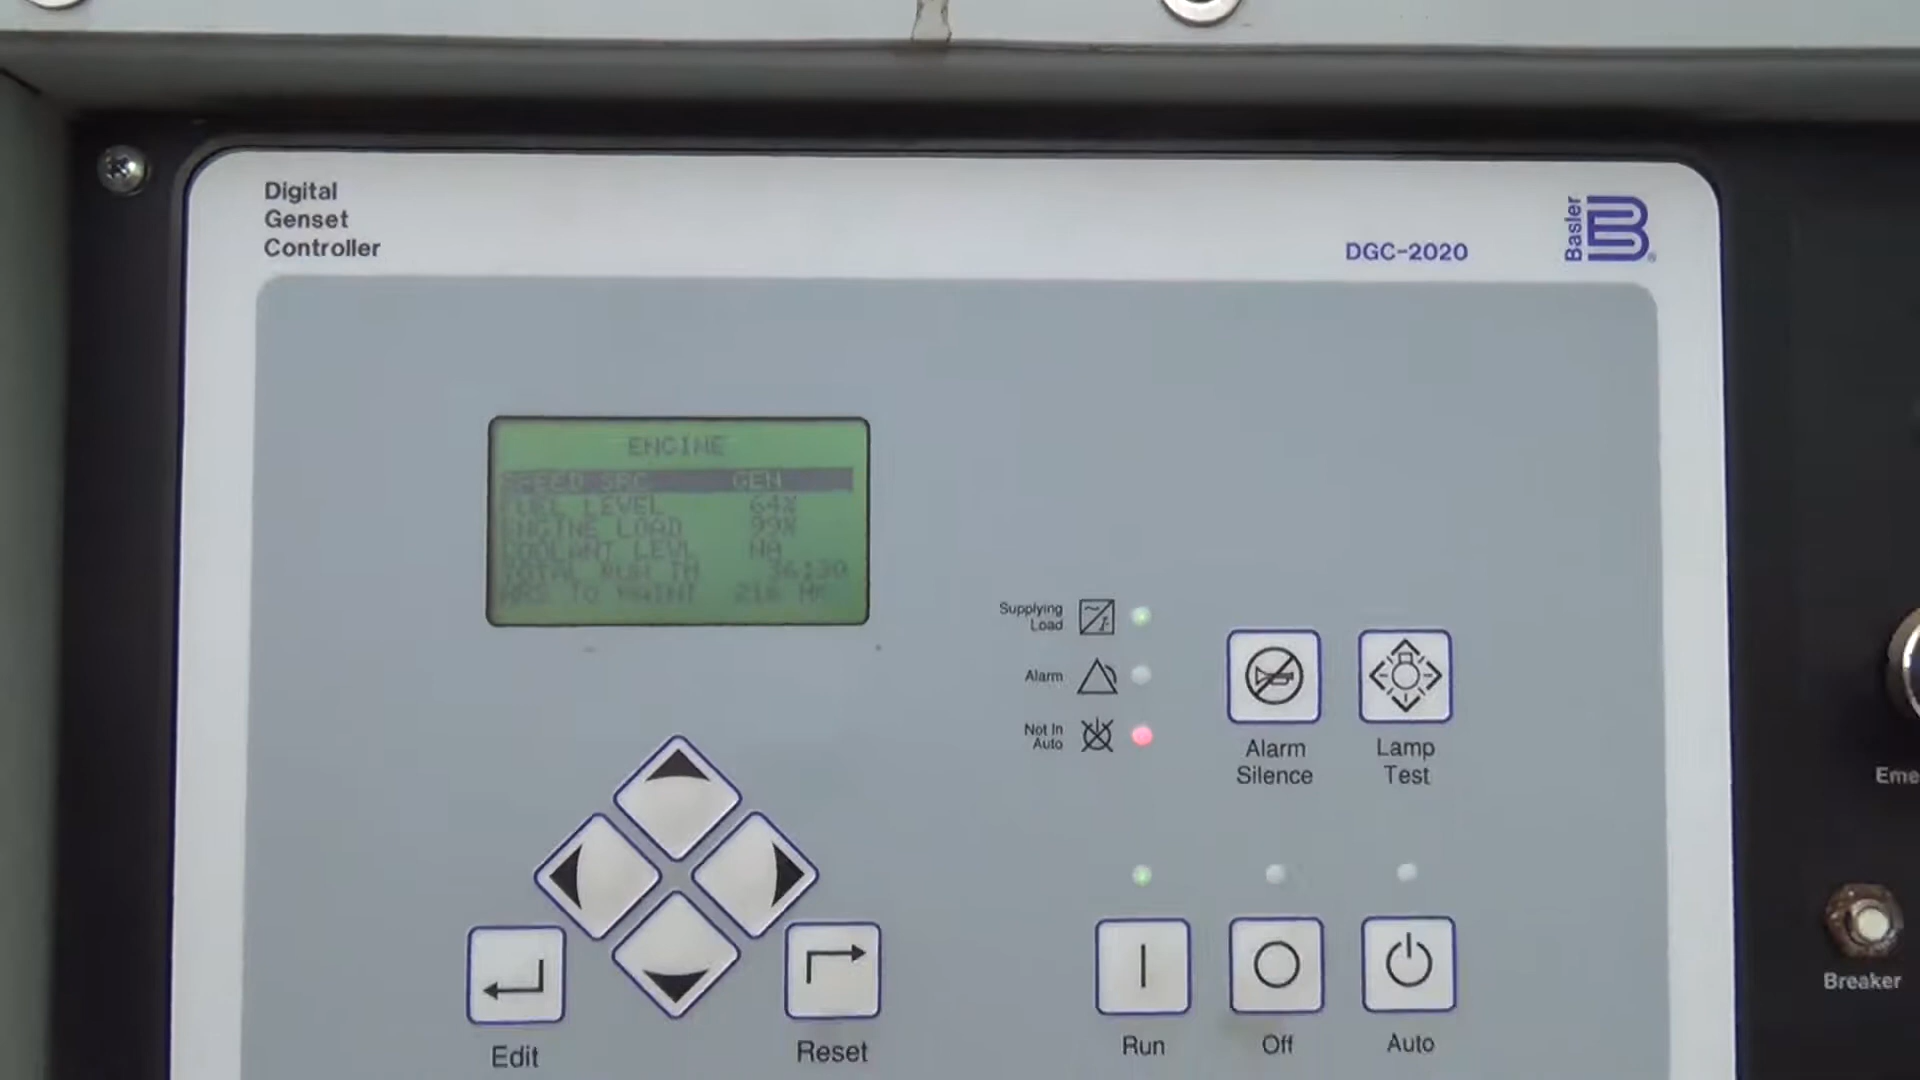 Digital
Genset
Controller
DGC-2020
Basler
ENGINE
SPEED SRC GEN
FUEL LEVEL 64%
ENGINE LOAD 99%
COOLANT LEVL NA
TOTAL RUN TM
HRS TO MAINT 216 Hr
Supplying
Load
Alarm
Not In
Auto
Alarm
Silence
Lamp
Test
Edit
Reset
Run
Off
Auto
Breaker